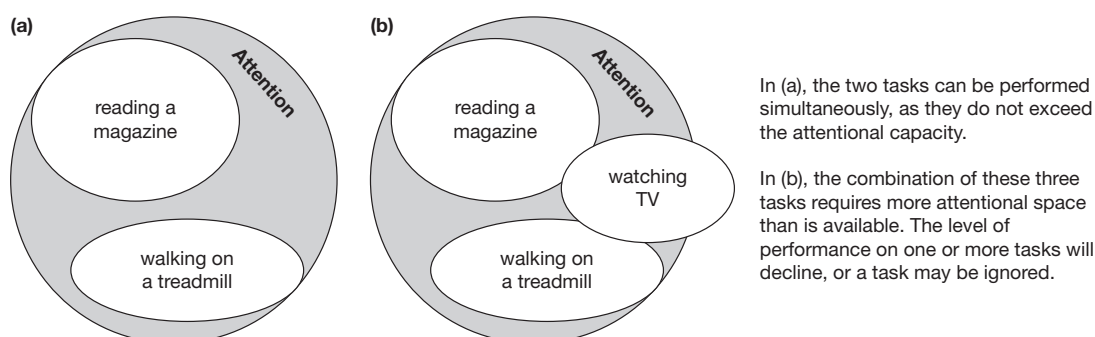 (a)
Attention
reading a
magazine
walking on
a treadmill
(b)
Attention
reading a
magazine
watching
TV
walking on
a treadmill
In (a), the two tasks can be performed
simultaneously, as they do not exceed
the attentional capacity.
In (b), the combination of these three
tasks requires more attentional space
than is available. The level of
performance on one or more tasks will
decline, or a task may be ignored.